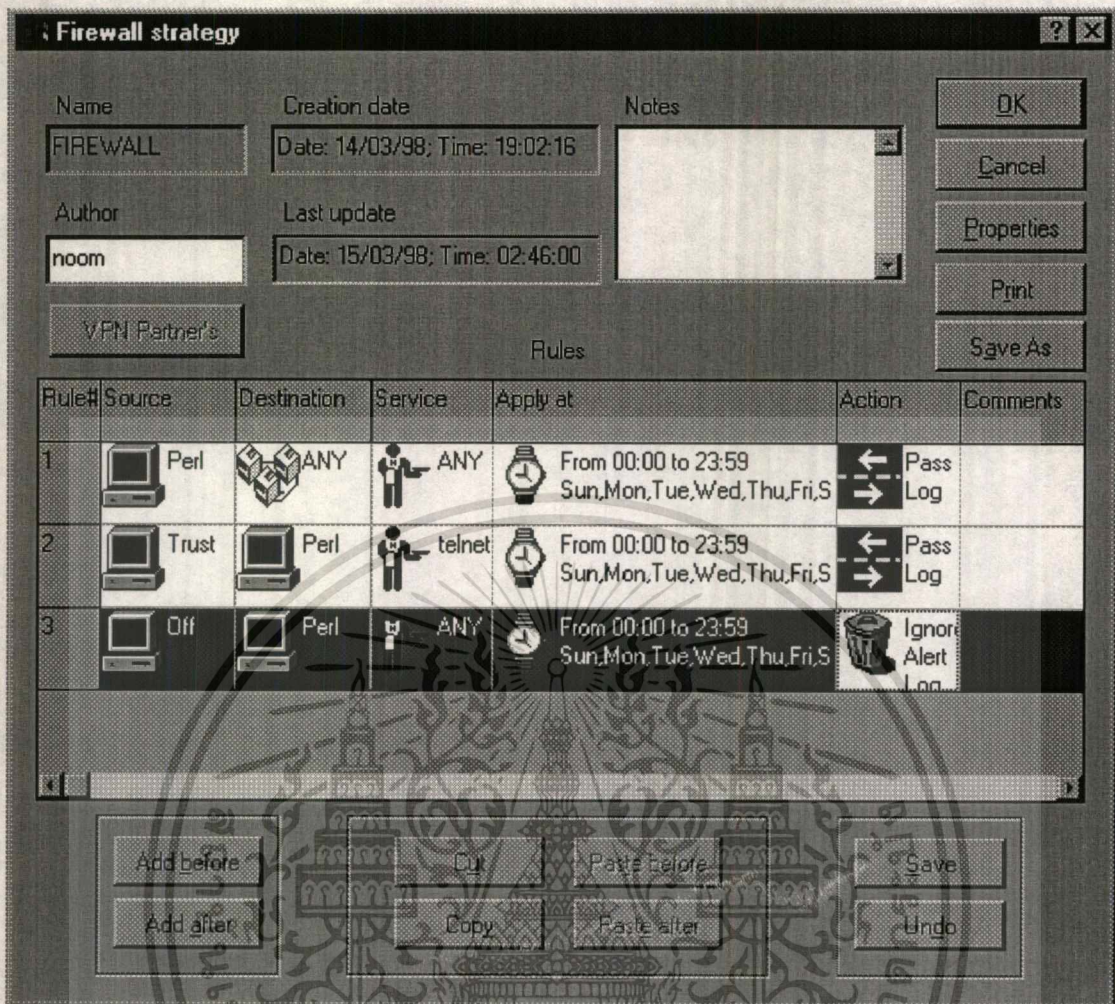 Firewall strategy
Name
Creation date
Notes
OK
FIREWALL
Date: 14/03/98; Time: 19:02:16
Cancel
Author
Last update
Properties
noom
Date: 15/03/98; Time: 02:46:00
Print
VPN Partner's
Rules
Save As
Rule# Source Destination Service Apply at Action Comments
1 Perl ANY ANY From 00:00 to 23:59 Pass
Sun,Mon,Tue,Wed,Thu,Fri,S Log
2 Trust Perl telnet From 00:00 to 23:59 Pass
Sun,Mon,Tue,Wed,Thu,Fri,S Log
3 Off Perl ANY From 00:00 to 23:59 Ignor
Sun,Mon,Tue,Wed,Thu,Fri,S Alert
Log
Add before
Cut
Paste before
Save
Add after
Copy
Paste after
Undo